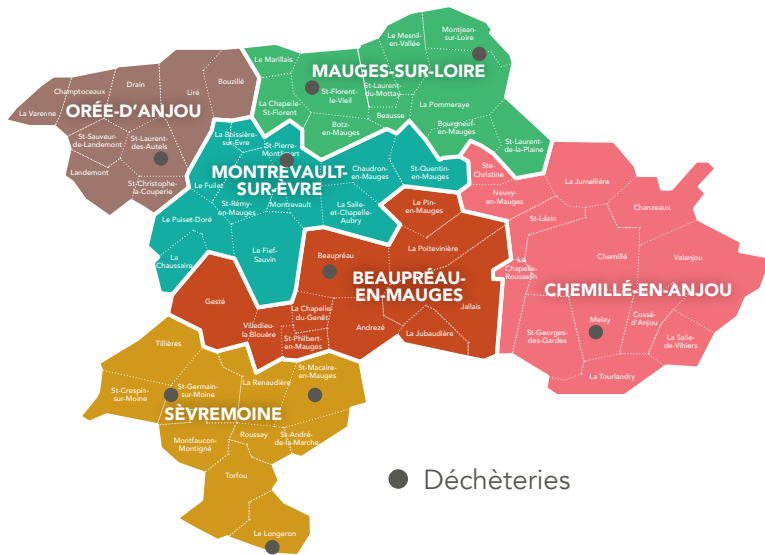 Le Mesnil-
en-Vallée
Montjean-
sur-Loire
Le Marillais
MAUGES-SUR-LOIRE
St-Florent-
le-Vieil
St-Laurent-
du-Mottay
La Chapelle-
St-Florent
Beausse
La Pommeraye
Botz-
en-Mauges
Bourgneuf-
en-Mauges
St-Laurent-
de-la-Plaine
Bouzillé
Drain
Liré
Champtoceaux
La Varenne
ORÉE-D'ANJOU
St-Sauveur-
de-Landemont
St-Laurent-
des-Autels
Landemont
St-Christophe-
la-Couperie
La Boissière-
sur-Evre
St-Pierre-
Montlimart
MONTREVAULT-
SUR-ÈVRE
Chaudron-
en-Mauges
St-Quentin-
en-Mauges
Le Fuilet
St-Rémy-
en-Mauges
Montrevault
La Salle-
et-Chapelle-
Aubry
Le Puiset-Doré
Le Fief-
Sauvin
La
Chaussaire
Ste-
Christine
Neuvy-
en-Mauges
La Jumellière
Chanzeaux
St-Lézin
Chemillé
Valanjou
La
Chapelle-
Rousselin
CHEMILLÉ-EN-ANJOU
St-Georges-
des-Gardes
Melay
Cossé-
d'Anjou
La Salle-
de-Vihiers
La Tourlandry
Le Pin-
en-Mauges
La Poitevinière
Beaupréau
BEAUPRÉAU-
EN-MAUGES
Jallais
Gesté
La Chapelle-
du-Genêt
Villedieu-
la-Blouère
Andrezé
La Jubaudière
St-Philbert-
en-Mauges
Tillières
St-Macaire-
en-Mauges
La Renaudière
St-Crespin-
sur-Moine
St-Germain-
sur-Moine
SÈVREMOINE
Montfaucon-
Montigné
Roussay
St-André-
de-la-Marche
Torfou
Le Longeron
Déchèteries